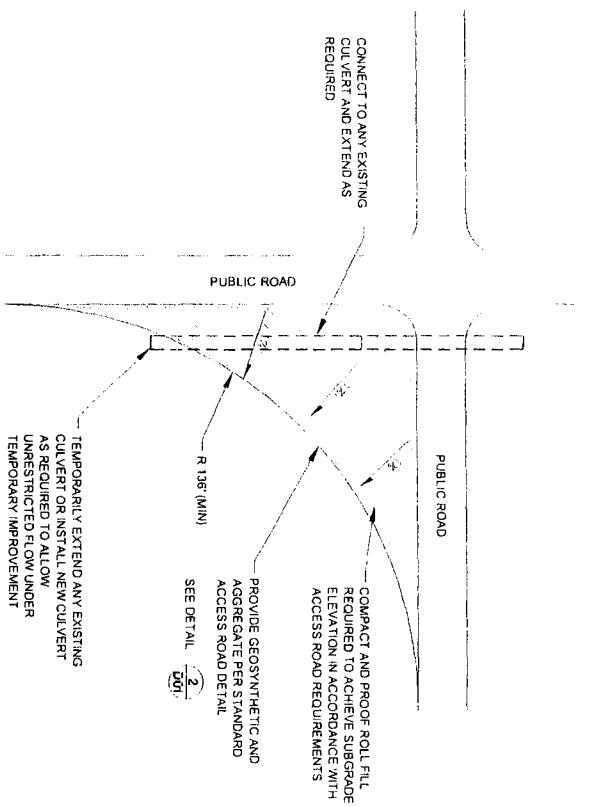 CONNECT TO ANY EXISTING
CULVERT AND EXTEND AS
REQUIRED
PUBLIC ROAD
PUBLIC ROAD
COMPACT AND PROOF ROLL FILL
REQUIRED TO ACHIEVE SUBGRADE
ELEVATION IN ACCORDANCE WITH
ACCESS ROAD REQUIREMENTS
PROVIDE GEOSYNTHETIC AND
AGGREGATE PER STANDARD
ACCESS ROAD DETAIL
SEE DETAIL
2
D01
R 136' (MIN)
TEMPORARILY EXTEND ANY EXISTING
CULVERT OR INSTALL NEW CULVERT
AS REQUIRED TO ALLOW
UNRESTRICTED FLOW UNDER
TEMPORARY IMPROVEMENT